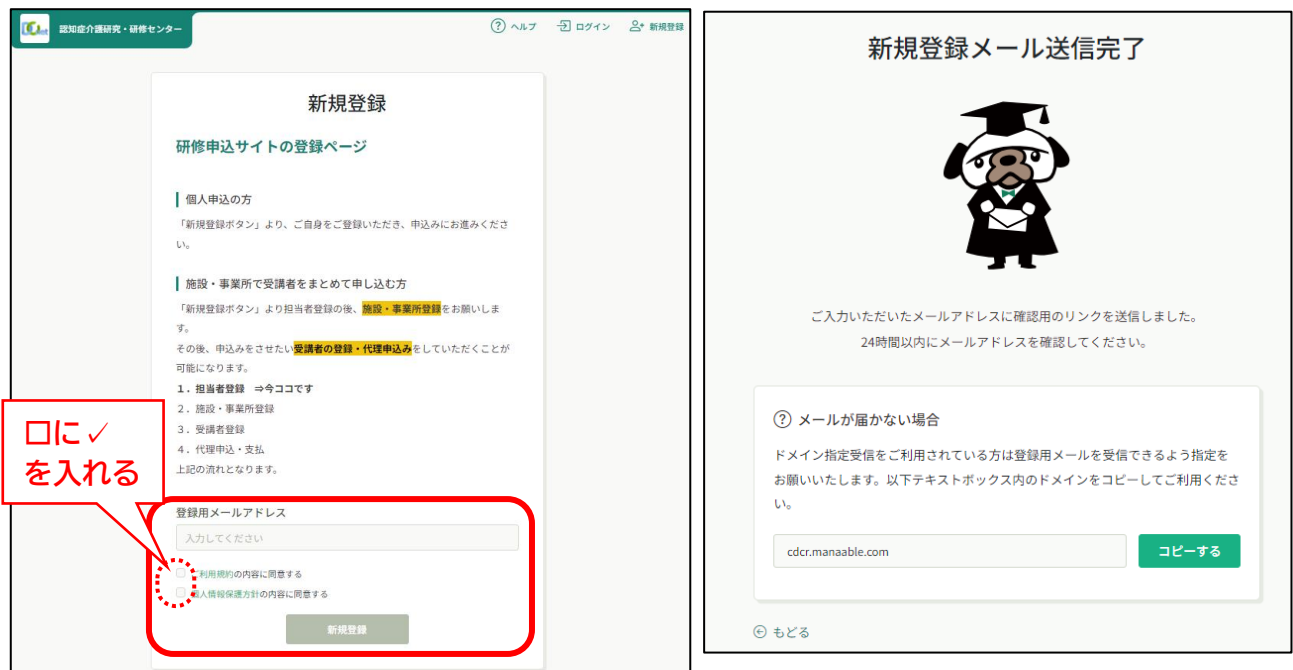 認知症介護研究・研修センター
ヘルプ
ログイン
新規登録
新規登録
研修申込サイトの登録ページ
個人申込の方
「新規登録ボタン」より、ご自身をご登録いただき、申込みにお進みくださ
い。
施設・事業所で受講者をまとめて申し込む方
「新規登録ボタン」より担当者登録の後、施設・事業所登録をお願いしま
す。
その後、申込みをさせたい受講者の登録・代理申込みをしていただくことが
可能になります。
１．担当者登録　⇒今ココです
２．施設・事業所登録
３．受講者登録
４．代理申込・支払
上記の流れとなります。
口に✓
を入れる
登録用メールアドレス
入力してください
ご利用規約の内容に同意する
個人情報保護方針の内容に同意する
新規登録
新規登録メール送信完了
ご入力いただいたメールアドレスに確認用のリンクを送信しました。
24時間以内にメールアドレスを確認してください。
メールが届かない場合
ドメイン指定受信をご利用されている方は登録用メールを受信できるよう指定を
お願いいたします。以下テキストボックス内のドメインをコピーしてご利用くださ
い。
cdcr.manaable.com
コピーする
もどる